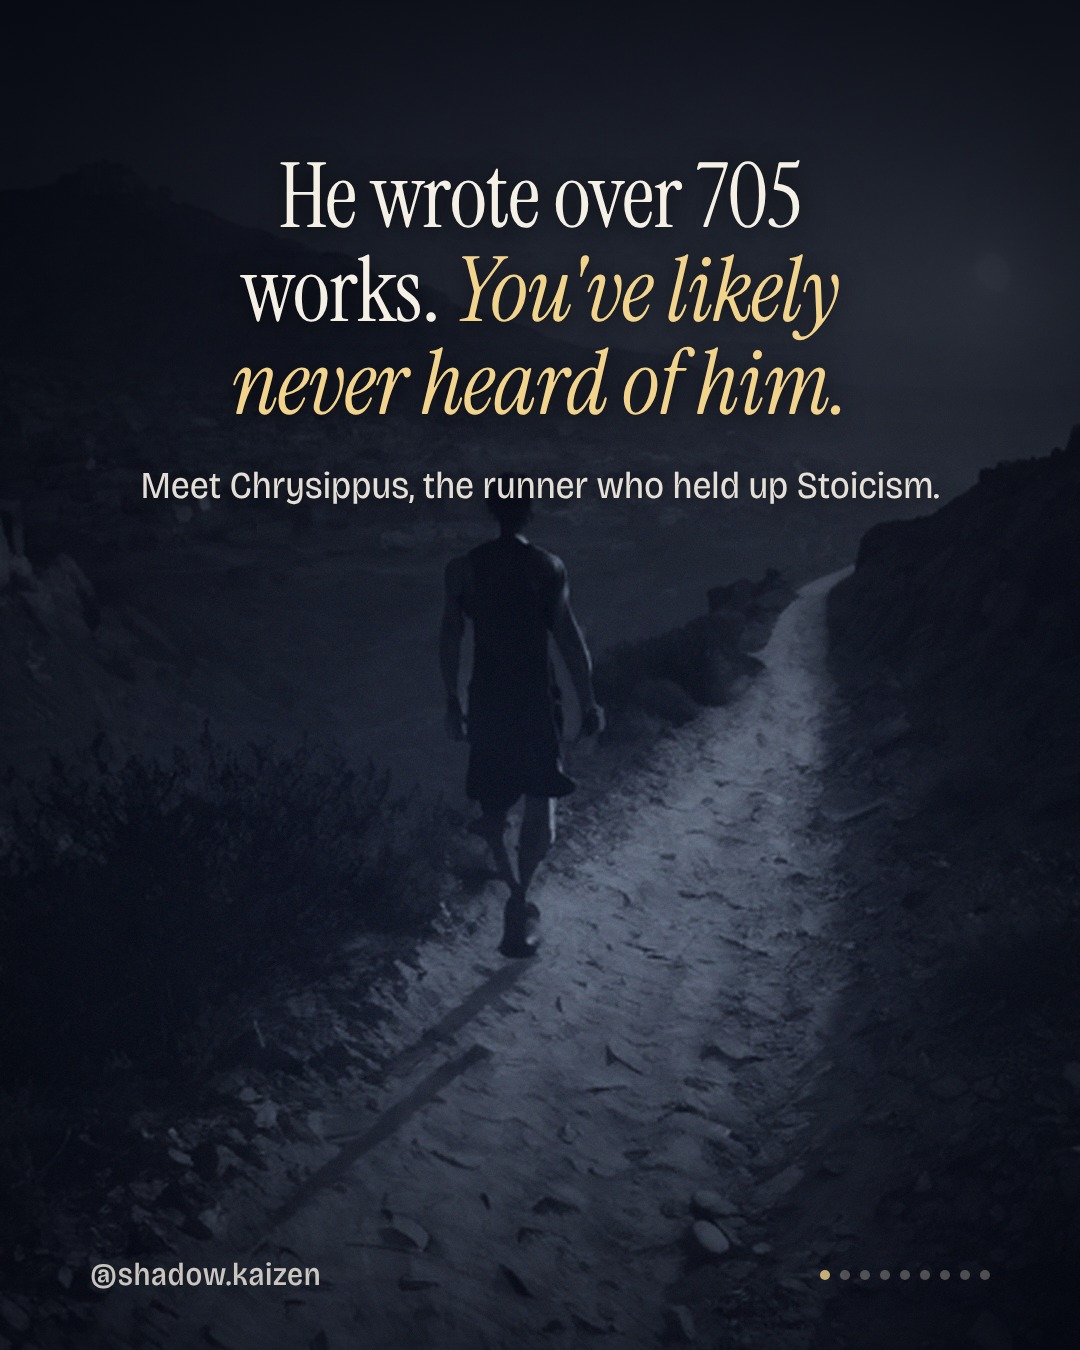 He wrote over 705
works. You've likely
never heard of him.
Meet Chrysippus, the runner who held up Stoicism.
@shadow.kaizen